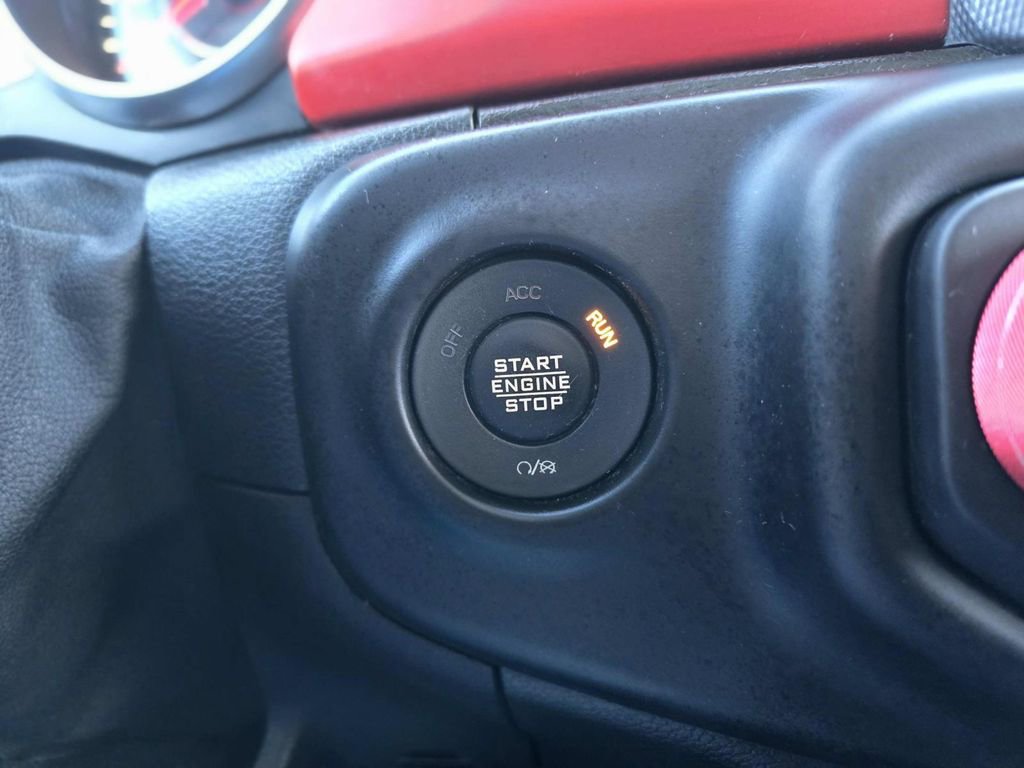 OFF
ACC
RUN
START
ENGINE
STOP